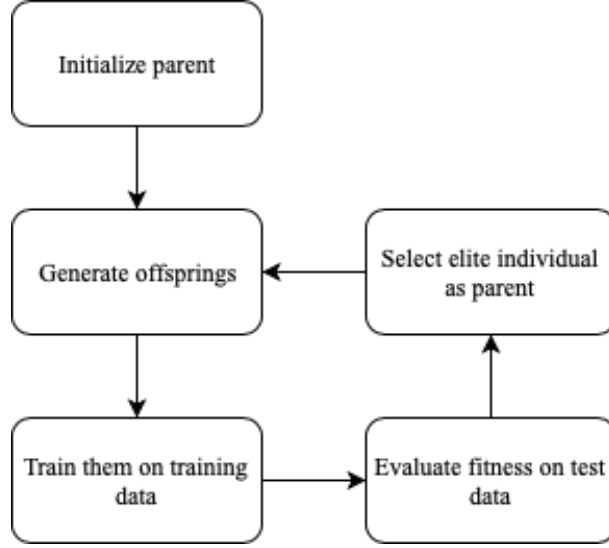 Initialize parent
Generate offsprings
Select elite individual
as parent
Train them on training
data
Evaluate fitness on test
data